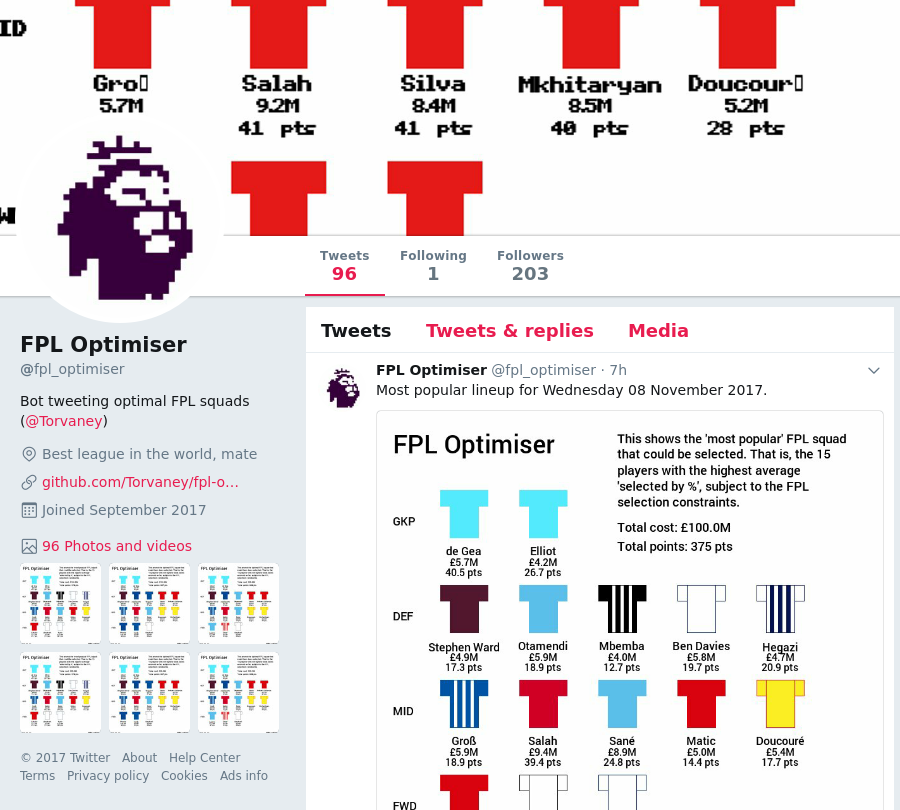 ID
Gro▯ Salah Silva Mkhitaryan Doucour▯
5.7M 9.2M 8.4M 8.5M 5.2M
41 pts 41 pts 40 pts 28 pts
W
Tweets Following Followers
96 1 203
FPL Optimiser
@fpl_optimiser
Bot tweeting optimal FPL squads
(@Torvaney)
Best league in the world, mate
github.com/Torvaney/fpl-o…
Joined September 2017
96 Photos and videos
© 2017 Twitter About Help Center
Terms Privacy policy Cookies Ads info
Tweets Tweets & replies Media
FPL Optimiser @fpl_optimiser · 7h
Most popular lineup for Wednesday 08 November 2017.
FPL Optimiser
This shows the 'most popular' FPL squad
that could be selected. That is, the 15
players with the highest average
'selected by %', subject to the FPL
selection constraints.
Total cost: £100.0M
Total points: 375 pts
GKP
de Gea Elliot
£5.7M £4.2M
40.5 pts 26.7 pts
DEF
Stephen Ward Otamendi Mbemba Ben Davies Hegazi
£4.9M £5.9M £4.0M £5.8M £4.7M
17.3 pts 18.9 pts 12.7 pts 19.7 pts 20.9 pts
MID
Groß Salah Sané Matic Doucouré
£5.9M £9.4M £8.9M £5.0M £5.4M
18.9 pts 39.4 pts 24.8 pts 14.4 pts 17.7 pts
FWD